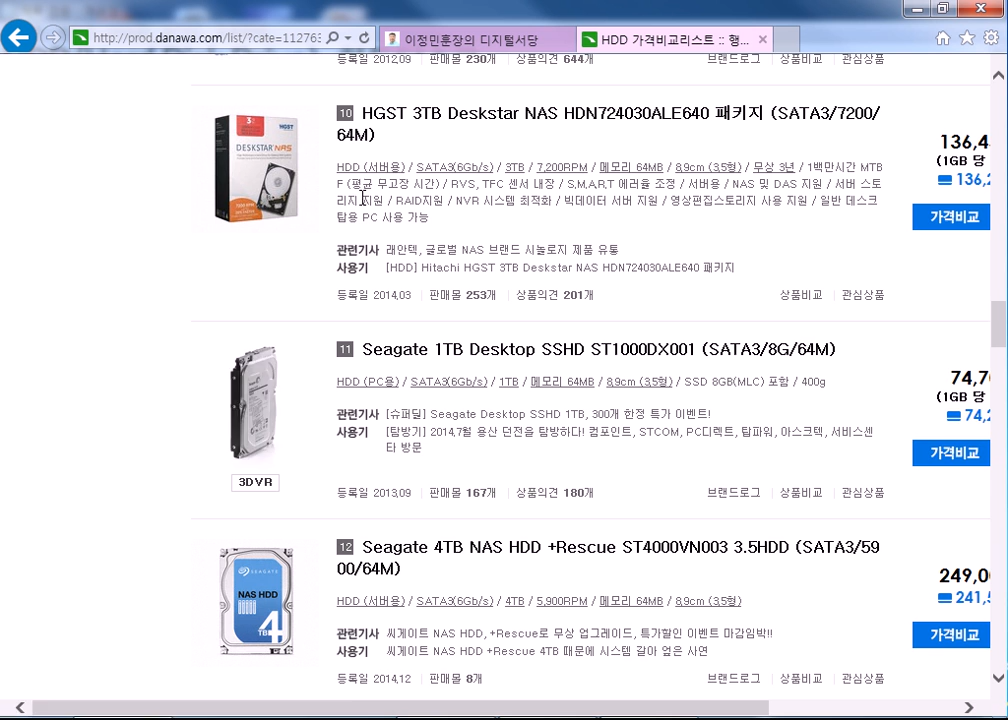 http://prod.danawa.com/list/?cate=11276
이정민훈장의 디지털서당
HDD 가격비교리스트 :: 행...
등록일 2012,09 판매몰 230개 상품의견 644개 브랜드로그 상품비교 관심상품
10 HGST 3TB Deskstar NAS HDN724030ALE640 패키지 (SATA3/7200/
64M)
HDD (서버용) / SATA3(6Gb/s) / 3TB / 7,200RPM / 메모리 64MB / 8,9cm (3,5형) / 무상 3년 / 1백만시간 MTB
F (평균 무고장 시간) / RVS, TFC 센서 내장 / S,M,A,R,T 에러율 조정 / 서버용 / NAS 및 DAS 지원 / 서버 스토
리지 지원 / RAID지원 / NVR 시스템 최적화 / 빅데이터 서버 지원 / 영상편집스토리지 사용 지원 / 일반 데스크
탑용 PC 사용 가능
관련기사 래안텍, 글로벌 NAS 브랜드 시놀로지 제품 유통
사용기 [HDD] Hitachi HGST 3TB Deskstar NAS HDN724030ALE640 패키지
등록일 2014,03 판매몰 253개 상품의견 201개 상품비교 관심상품
136,4
(1GB 당
136,2
가격비교
HGST
DESKSTAR NAS
11 Seagate 1TB Desktop SSHD ST1000DX001 (SATA3/8G/64M)
HDD (PC용) / SATA3(6Gb/s) / 1TB / 메모리 64MB / 8,9cm (3,5형) / SSD 8GB(MLC) 포함 / 400g
관련기사 [슈퍼딜] Seagate Desktop SSHD 1TB, 300개 한정 특가 이벤트!
사용기 [탐방기] 2014,7월 용산 던전을 탐방하다! 컴포인트, STCOM, PC디렉트, 탑파워, 아스크텍, 서비스센
타 방문
3DVR
등록일 2013,09 판매몰 167개 상품의견 180개 브랜드로그 상품비교 관심상품
74,7
(1GB 당
74,2
가격비교
12 Seagate 4TB NAS HDD +Rescue ST4000VN003 3.5HDD (SATA3/59
00/64M)
HDD (서버용) / SATA3(6Gb/s) / 4TB / 5,900RPM / 메모리 64MB / 8,9cm (3,5형)
관련기사 씨게이트 NAS HDD, +Rescue로 무상 업그레이드, 특가할인 이벤트 마감임박!!
사용기 씨게이트 NAS HDD +Rescue 4TB 때문에 시스템 갈아 엎은 사연
등록일 2014,12 판매몰 8개 브랜드로그 상품비교 관심상품
249,0
241,5
가격비교
SEAGATE
NAS HDD
4
TB